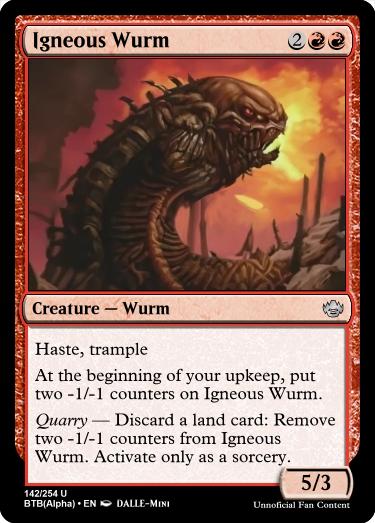 Igneous Wurm 2
Creature — Wurm
Haste, trample
At the beginning of your upkeep, put
two -1/-1 counters on Igneous Wurm.
Quarry — Discard a land card: Remove
two -1/-1 counters from Igneous
Wurm. Activate only as a sorcery.
5/3
142/254 U
BTB(Alpha) • EN DALLE-Mini
Unofficial Fan Content